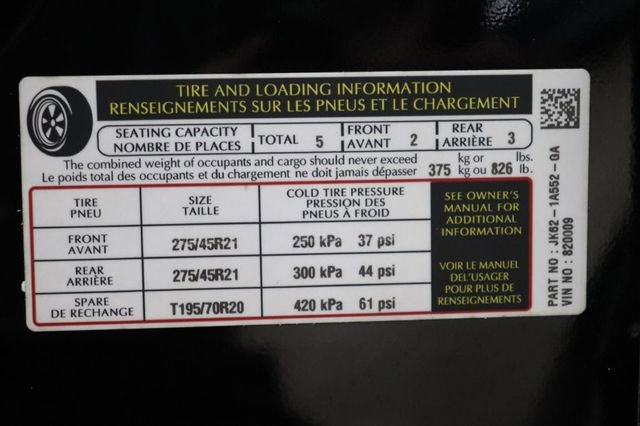 TIRE AND LOADING INFORMATION
RENSEIGNEMENTS SUR LES PNEUS ET LE CHARGEMENT
SEATING CAPACITY
NOMBRE DE PLACES
TOTAL 5
FRONT
AVANT 2
REAR
ARRIÈRE 3
The combined weight of occupants and cargo should never exceed
Le poids total des occupants et du chargement ne doit jamais dépasser
375 kg or
kg ou 826 lbs.
lb.
TIRE
PNEU
SIZE
TAILLE
COLD TIRE PRESSURE
PRESSION DES
PNEUS À FROID
FRONT
AVANT
275/45R21
250 kPa 37 psi
REAR
ARRIÈRE
275/45R21
300 kPa 44 psi
SPARE
DE RECHANGE
T195/70R20
420 kPa 61 psi
SEE OWNER'S
MANUAL FOR
ADDITIONAL
INFORMATION
VOIR LE MANUEL
DEL'USAGER
POUR PLUS DE
RENSEIGNEMENTS
PART NO : JK62-1A552-GA
VIN NO : 820009